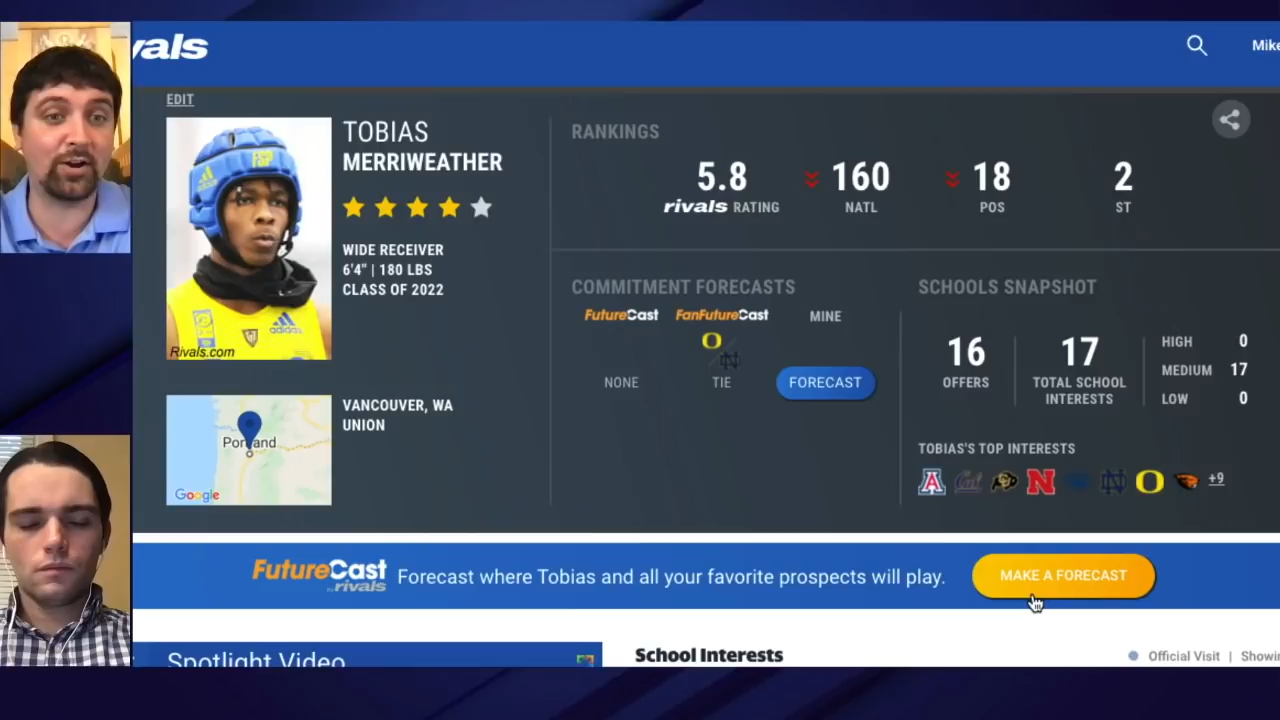 vals
Mike
EDIT
TOBIAS
MERRIWEATHER
WIDE RECEIVER
6'4" | 180 LBS
CLASS OF 2022
Rivals.com
adidas
VANCOUVER, WA
UNION
Portland
Google
RANKINGS
5.8
rivals RATING
160
NATL
18
POS
2
ST
COMMITMENT FORECASTS
FutureCast
FanFutureCast
MINE
NONE
TIE
FORECAST
SCHOOLS SNAPSHOT
16
OFFERS
17
TOTAL SCHOOL
INTERESTS
HIGH 0
MEDIUM 17
LOW 0
TOBIAS'S TOP INTERESTS
+9
FutureCast
rivals
Forecast where Tobias and all your favorite prospects will play.
MAKE A FORECAST
Spotlight Video
School Interests
Official Visit | Showin